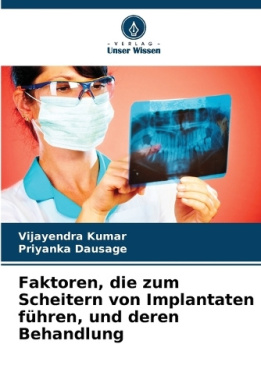 - VERLAG -
Unser Wissen
Vijayendra Kumar
Priyanka Dausage
Faktoren, die zum
Scheitern von Implantaten
führen, und deren
Behandlung